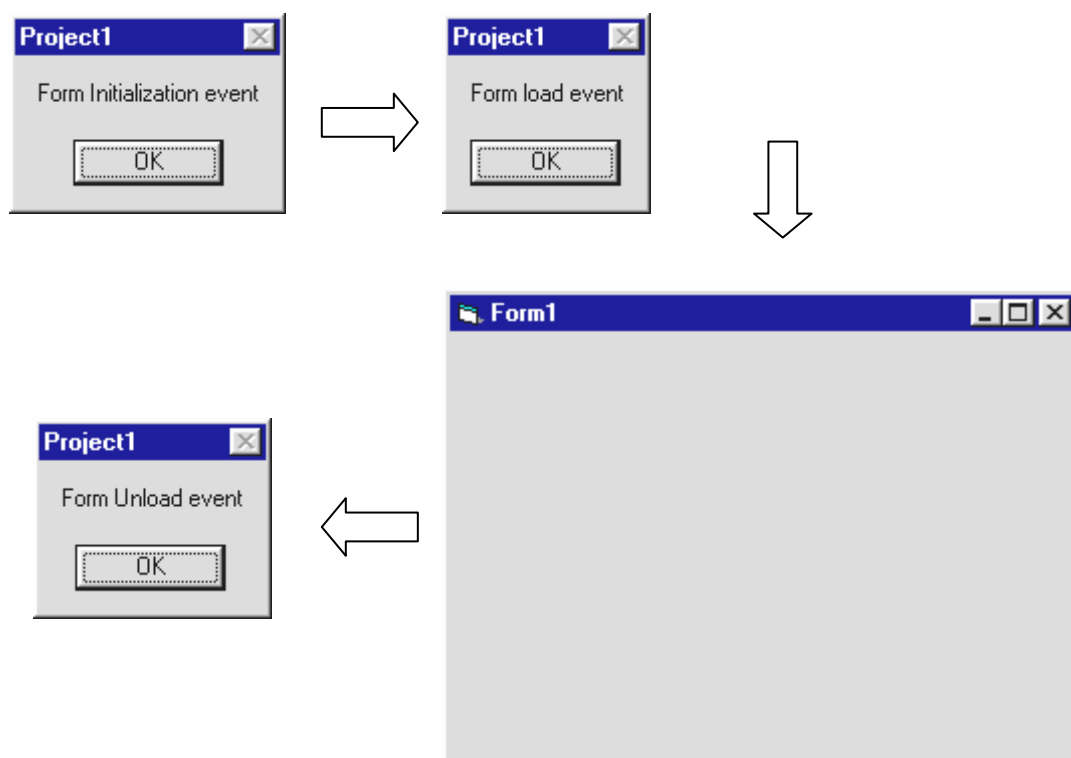 Project1
Form Initialization event
OK
Project1
Form load event
OK
Form1
Project1
Form Unload event
OK